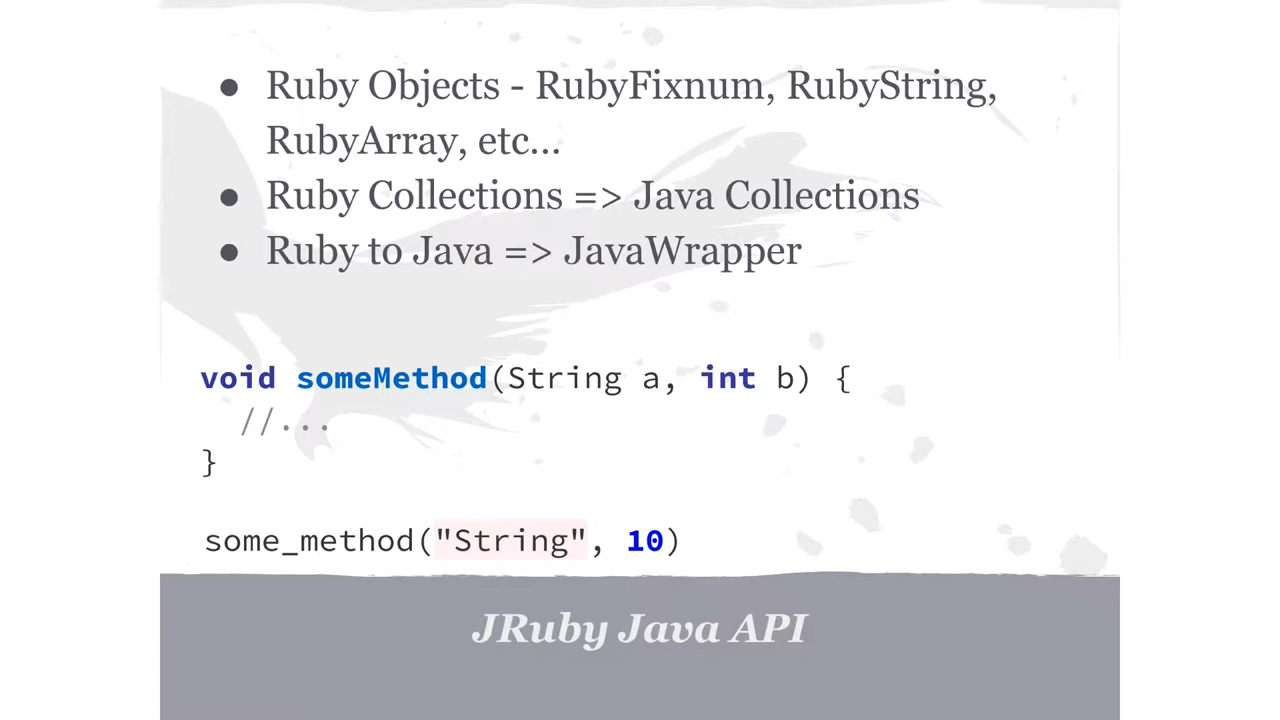 ● Ruby Objects - RubyFixnum, RubyString,
RubyArray, etc...
● Ruby Collections => Java Collections
● Ruby to Java => JavaWrapper
void someMethod(String a, int b) {
  //...
}
some_method("String", 10)
JRuby Java API